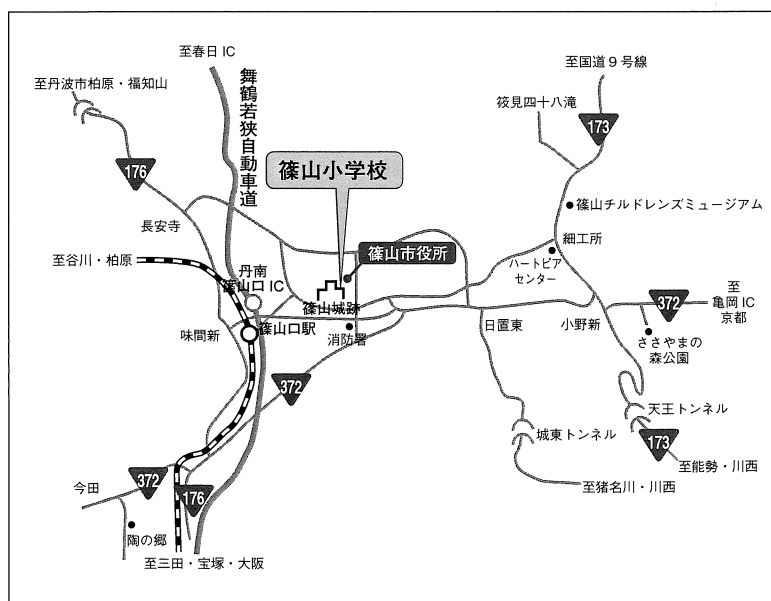 至春日IC
至国道9号線
至丹波市柏原・福知山
筱見四十八滝
舞鶴若狭自動車道
173
篠山小学校
176
篠山チルドレンズミュージアム
長安寺
細工所
篠山市役所
至谷川・柏原
ハートピア
センター
丹南
篠山口IC
至
亀岡IC
京都
372
篠山城跡
日置東
小野新
味間新
篠山口駅
消防署
ささやまの
森公園
372
天王トンネル
城東トンネル
173
至能勢・川西
372
今田
176
至猪名川・川西
陶の郷
至三田・宝塚・大阪